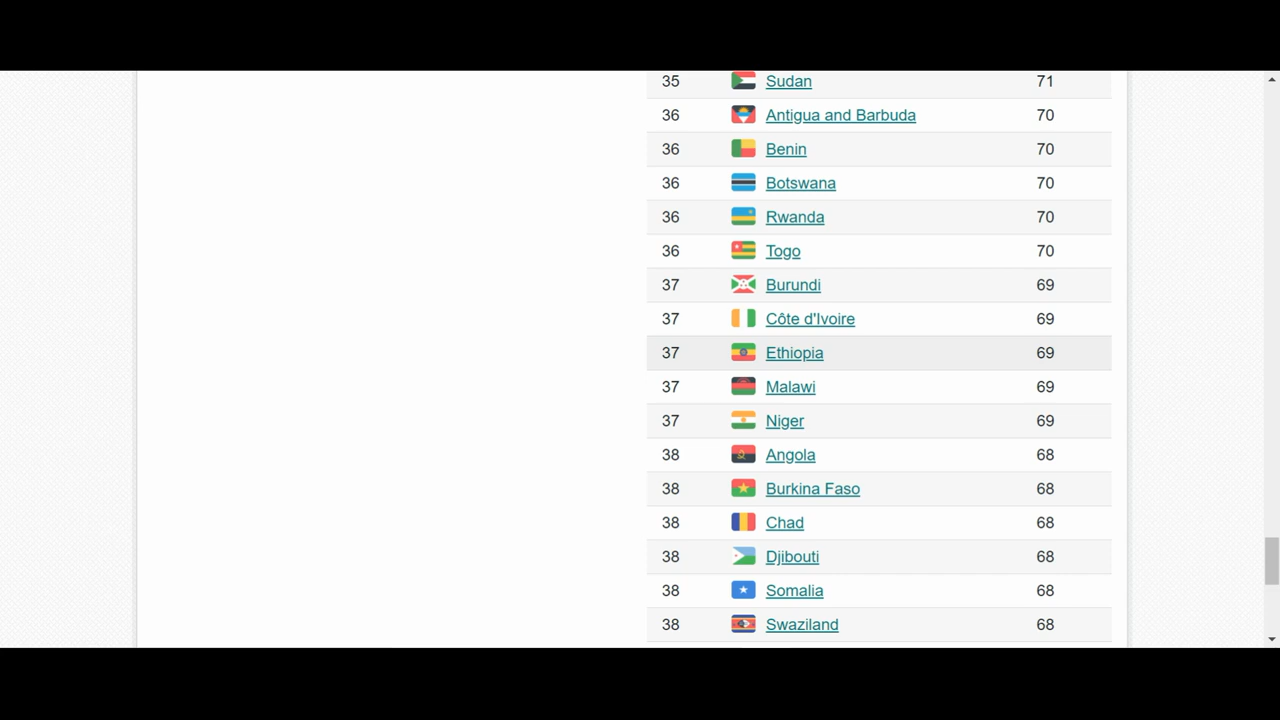 35 Sudan 71
36 Antigua and Barbuda 70
36 Benin 70
36 Botswana 70
36 Rwanda 70
36 Togo 70
37 Burundi 69
37 Côte d'Ivoire 69
37 Ethiopia 69
37 Malawi 69
37 Niger 69
38 Angola 68
38 Burkina Faso 68
38 Chad 68
38 Djibouti 68
38 Somalia 68
38 Swaziland 68